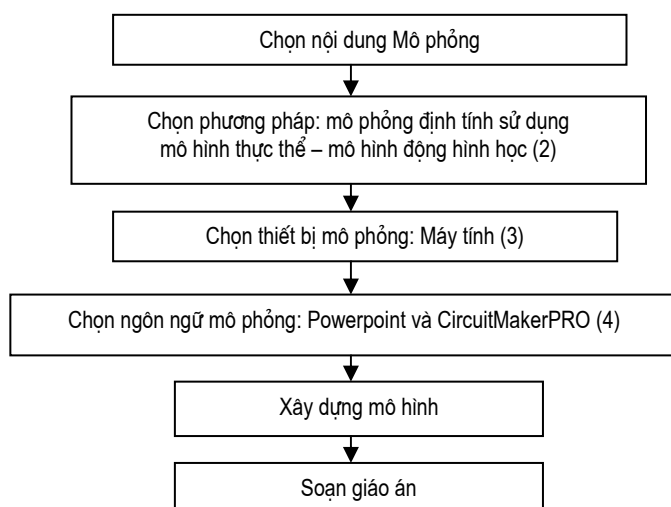 Chọn nội dung Mô phỏng
Chọn phương pháp: mô phỏng định tính sử dụng
mô hình thực thể – mô hình động hình học (2)
Chọn thiết bị mô phỏng: Máy tính (3)
Chọn ngôn ngữ mô phỏng: Powerpoint và CircuitMakerPRO (4)
Xây dựng mô hình
Soạn giáo án